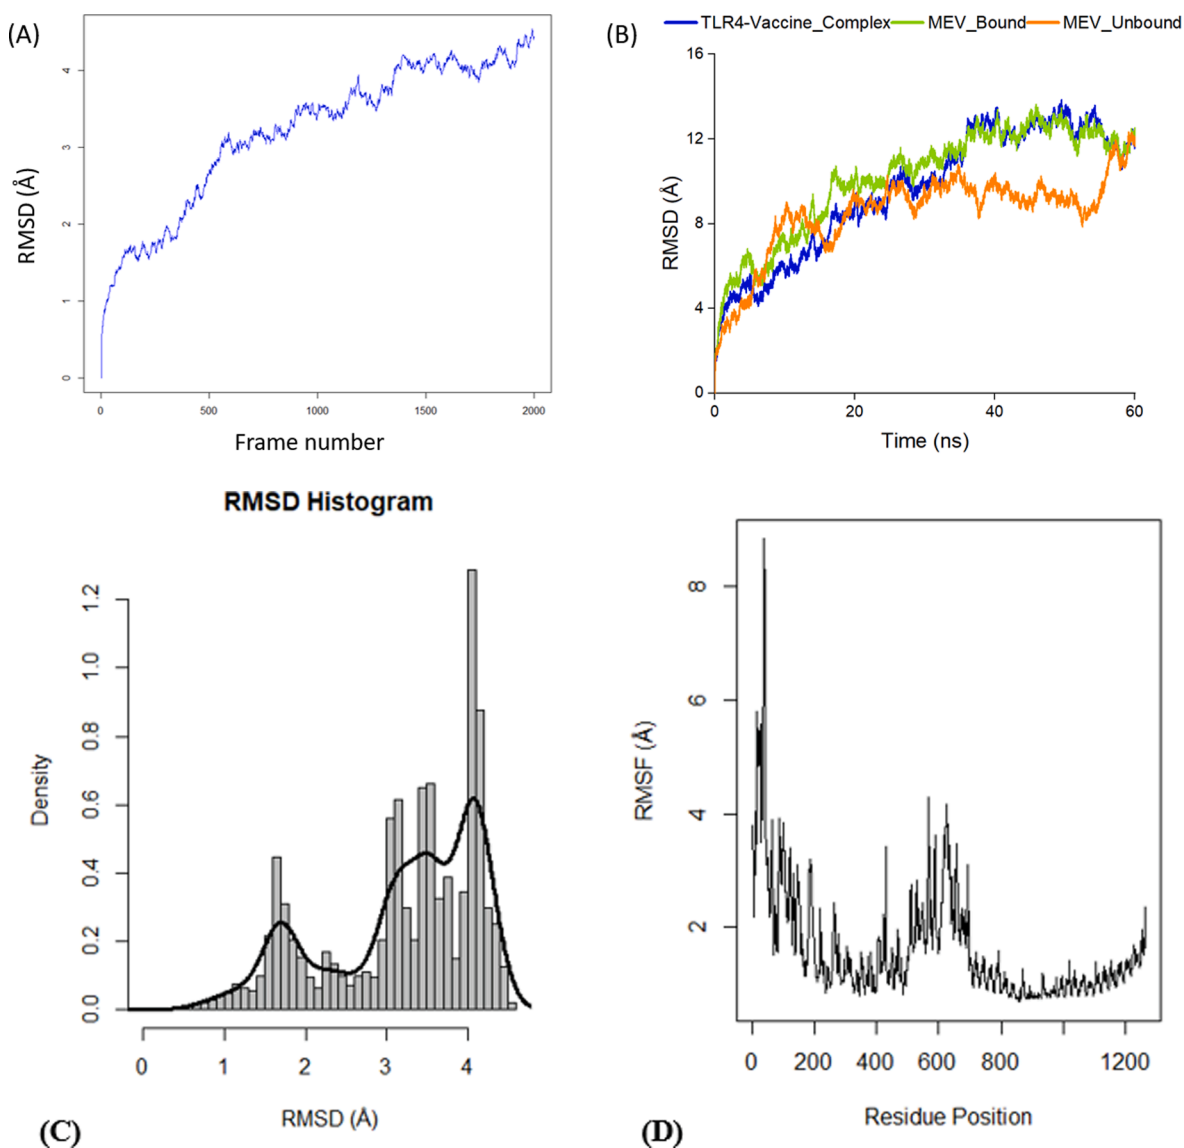 (A)
RMSD (Å)
4
3
2
1
0
0 500 1000 1500 2000
Frame number
(B)
TLR4-Vaccine_Complex MEV_Bound MEV_Unbound
RMSD (Å)
16
12
8
4
0
0 20 40 60
Time (ns)
RMSD Histogram
Density
1.2
1.0
0.8
0.6
0.4
0.2
0.0
0 1 2 3 4
RMSD (Å)
(C)
RMSF (Å)
8
6
4
2
0 200 400 600 800 1200
Residue Position
(D)